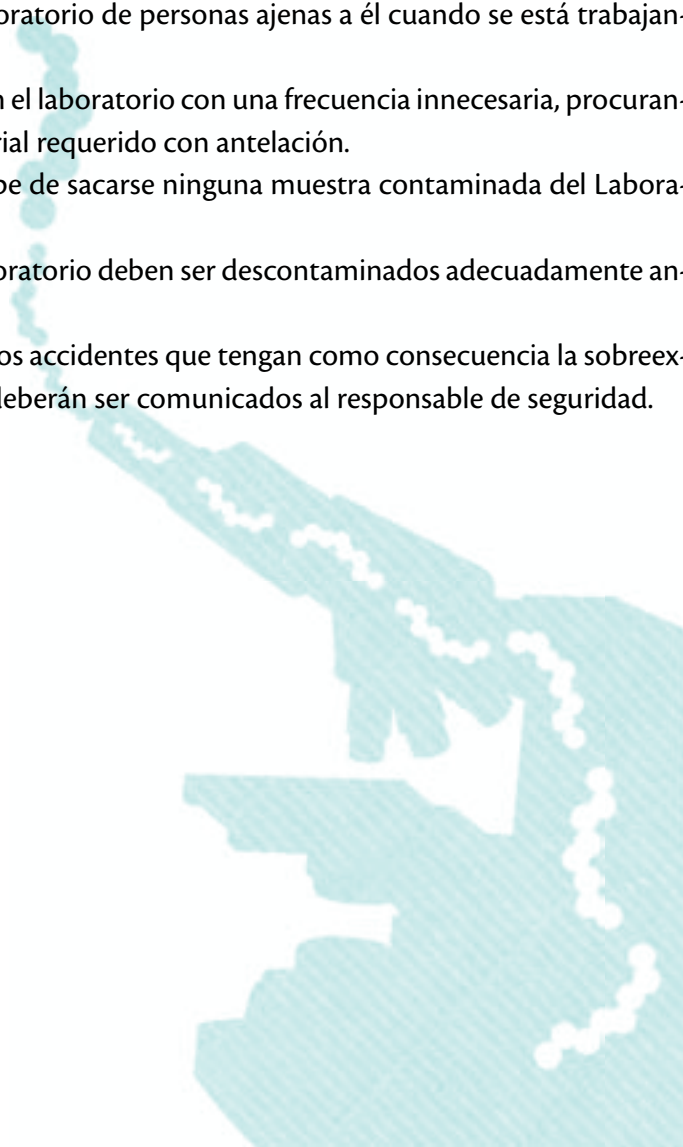 oratorio de personas ajenas a él cuando se está trabajan-
n el laboratorio con una frecuencia innecesaria, procuran-
rial requerido con antelación.
be de sacarse ninguna muestra contaminada del Labora-
oratorio deben ser descontaminados adecuadamente an-
os accidentes que tengan como consecuencia la sobreex-
deberán ser comunicados al responsable de seguridad.